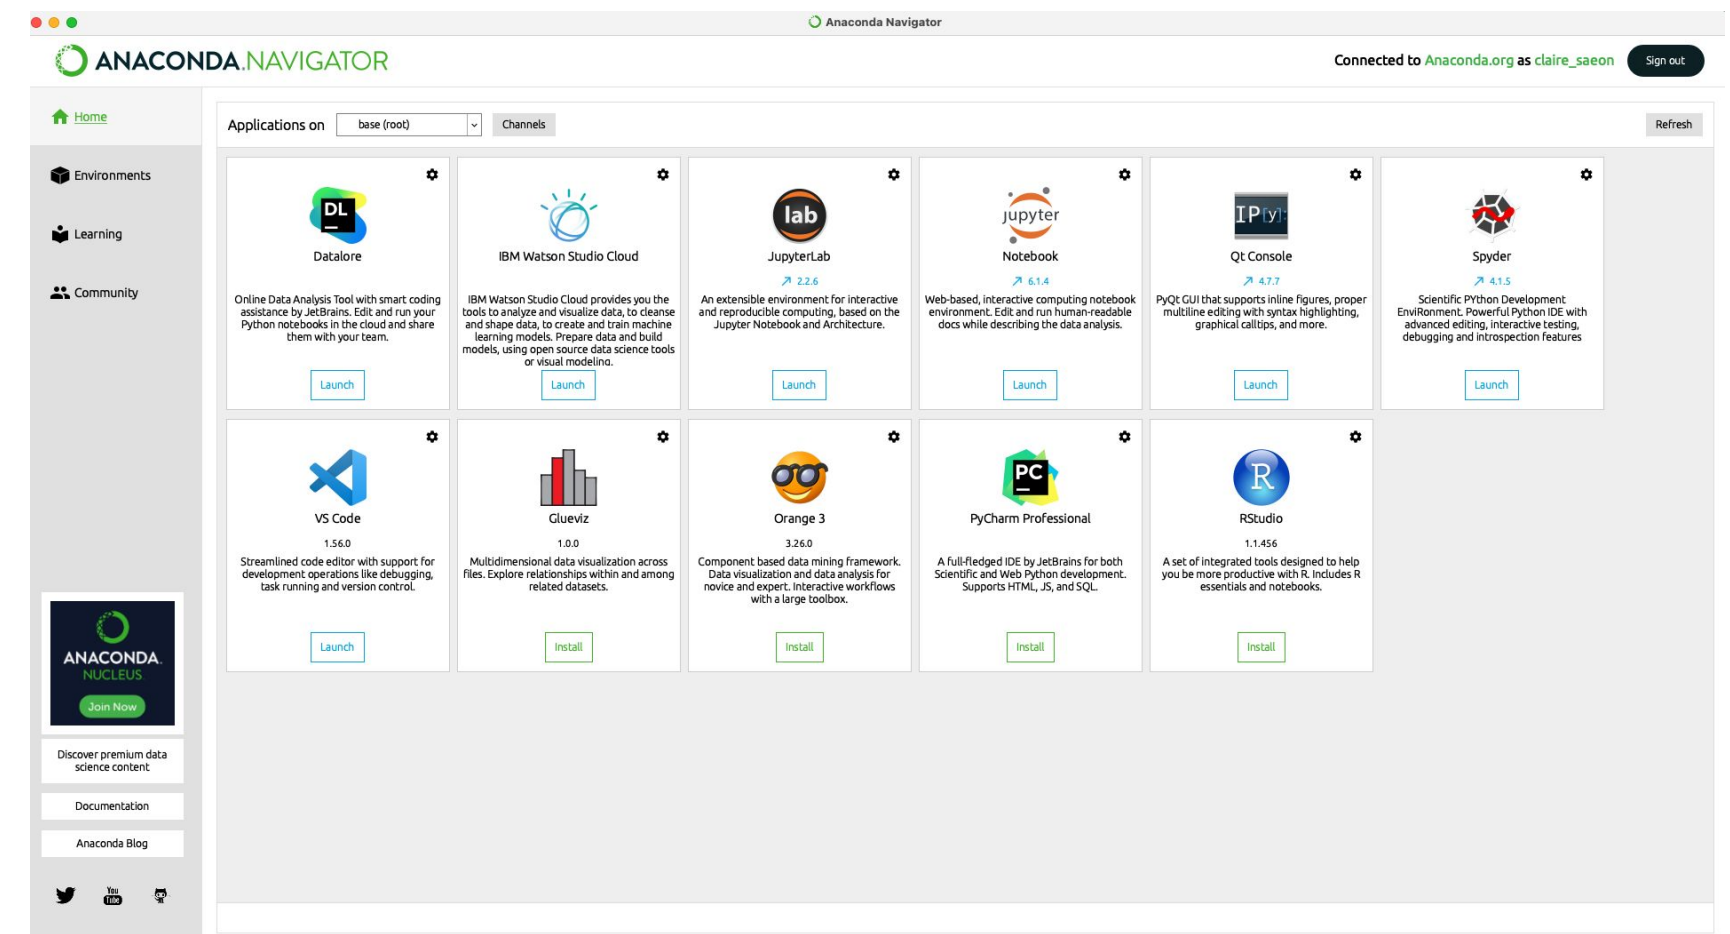 Anaconda Navigator
ANACONDA.NAVIGATOR
Connected to Anaconda.org as claire_saeon
Sign out
Home
Environments
Learning
Community
Applications on
base (root)
Channels
Refresh
DL
Datalore
Online Data Analysis Tool with smart coding
assistance by JetBrains. Edit and run your
Python notebooks in the cloud and share
them with your team.
Launch
IBM Watson Studio Cloud
IBM Watson Studio Cloud provides you the
tools to analyze and visualize data, to cleanse
and shape data, to create and train machine
learning models. Prepare data and build
models, using open source data science tools
or visual modeling.
Launch
lab
JupyterLab
2.2.6
An extensible environment for interactive
and reproducible computing, based on the
Jupyter Notebook and Architecture.
Launch
jupyter
Notebook
6.1.4
Web-based, interactive computing notebook
environment. Edit and run human-readable
docs while describing the data analysis.
Launch
IP[y]:
Qt Console
4.7.7
PyQt GUI that supports inline figures, proper
multiline editing with syntax highlighting,
graphical calltips, and more.
Launch
Spyder
4.1.5
Scientific PYthon Development
EnviRonment. Powerful Python IDE with
advanced editing, interactive testing,
debugging and introspection features
Launch
VS Code
1.56.0
Streamlined code editor with support for
development operations like debugging,
task running and version control.
Launch
Glueviz
1.0.0
Multidimensional data visualization across
files. Explore relationships within and among
related datasets.
Install
Orange 3
3.26.0
Component based data mining framework.
Data visualization and data analysis for
novice and expert. Interactive workflows
with a large toolbox.
Install
PC
PyCharm Professional
A full-fledged IDE by JetBrains for both
Scientific and Web Python development.
Supports HTML, JS, and SQL.
Install
R
RStudio
1.1.456
A set of integrated tools designed to help
you be more productive with R. Includes R
essentials and notebooks.
Install
ANACONDA.
NUCLEUS
Join Now
Discover premium data
science content
Documentation
Anaconda Blog
You
Tube